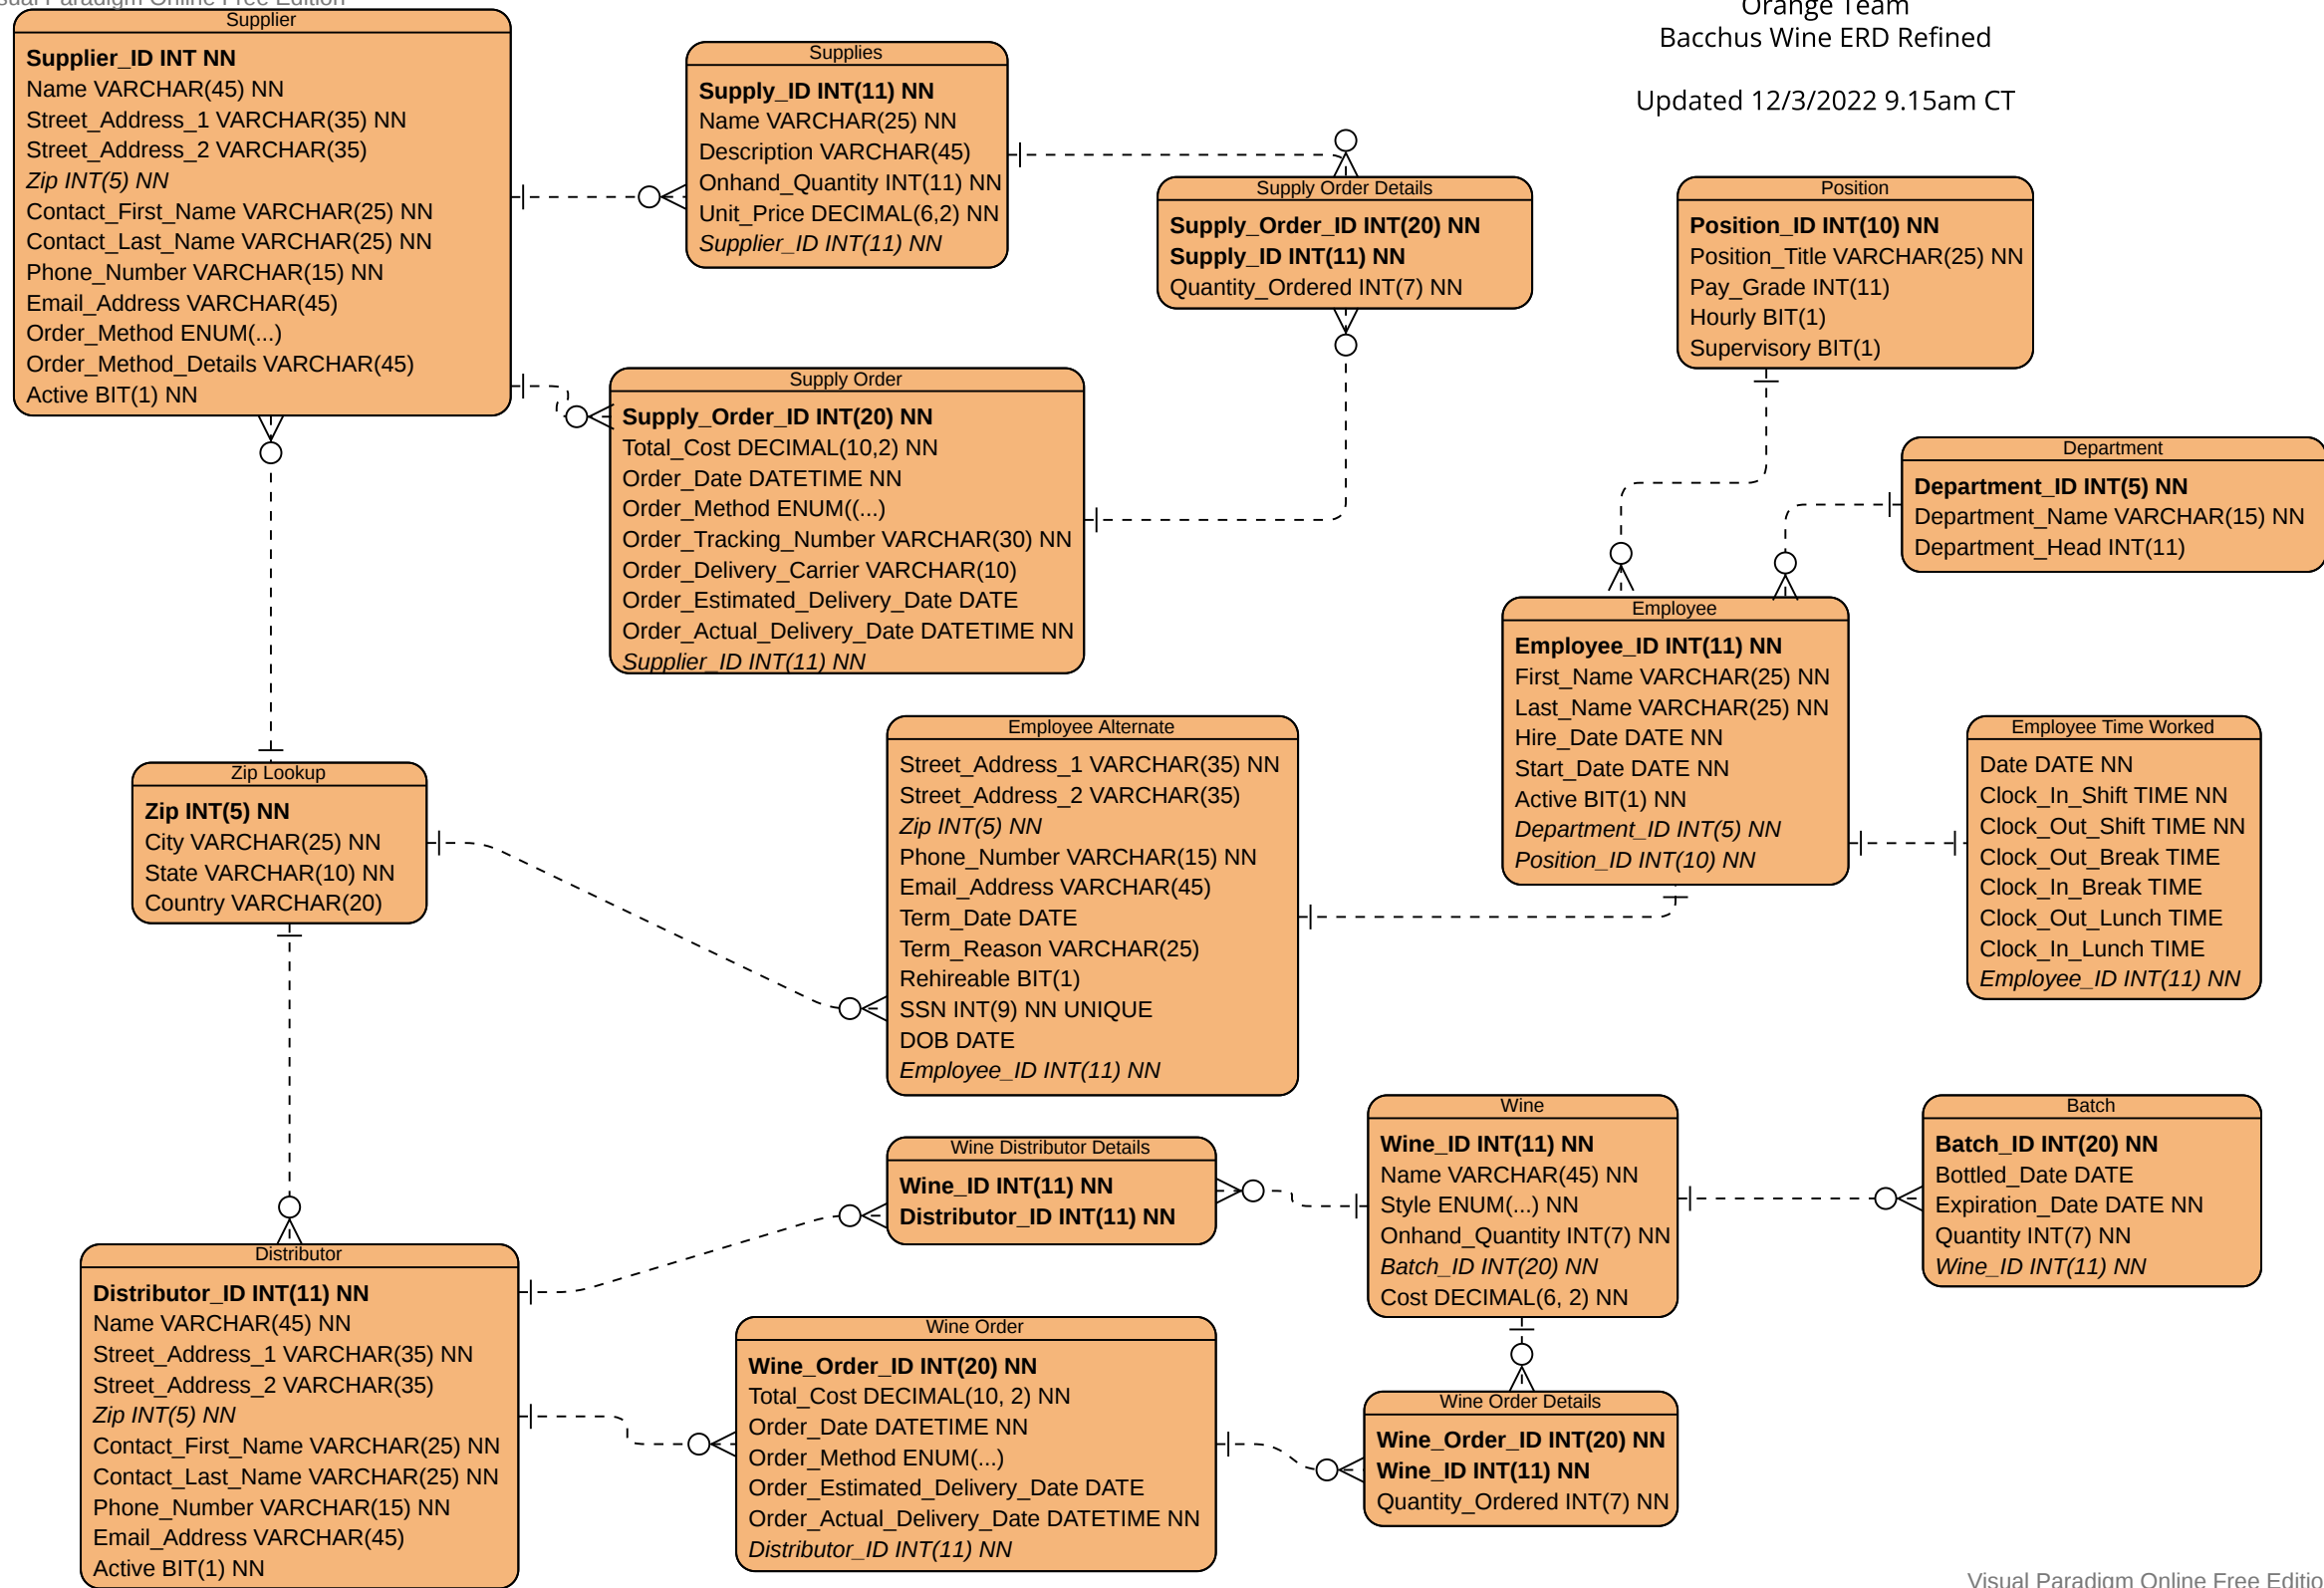 Visual Paradigm Online Free Edition
Orange Team
Bacchus Wine ERD Refined
Updated 12/3/2022 9.15am CT
Supplier
Supplier_ID INT NN
Name VARCHAR(45) NN
Street_Address_1 VARCHAR(35) NN
Street_Address_2 VARCHAR(35)
Zip INT(5) NN
Contact_First_Name VARCHAR(25) NN
Contact_Last_Name VARCHAR(25) NN
Phone_Number VARCHAR(15) NN
Email_Address VARCHAR(45)
Order_Method ENUM(...)
Order_Method_Details VARCHAR(45)
Active BIT(1) NN
Supplies
Supply_ID INT(11) NN
Name VARCHAR(25) NN
Description VARCHAR(45)
Onhand_Quantity INT(11) NN
Unit_Price DECIMAL(6,2) NN
Supplier_ID INT(11) NN
Supply Order Details
Supply_Order_ID INT(20) NN
Supply_ID INT(11) NN
Quantity_Ordered INT(7) NN
Position
Position_ID INT(10) NN
Position_Title VARCHAR(25) NN
Pay_Grade INT(11)
Hourly BIT(1)
Supervisory BIT(1)
Supply Order
Supply_Order_ID INT(20) NN
Total_Cost DECIMAL(10,2) NN
Order_Date DATETIME NN
Order_Method ENUM((...)
Order_Tracking_Number VARCHAR(30) NN
Order_Delivery_Carrier VARCHAR(10)
Order_Estimated_Delivery_Date DATE
Order_Actual_Delivery_Date DATETIME NN
Supplier_ID INT(11) NN
Department
Department_ID INT(5) NN
Department_Name VARCHAR(15) NN
Department_Head INT(11)
Employee
Employee_ID INT(11) NN
First_Name VARCHAR(25) NN
Last_Name VARCHAR(25) NN
Hire_Date DATE NN
Start_Date DATE NN
Active BIT(1) NN
Department_ID INT(5) NN
Position_ID INT(10) NN
Employee Time Worked
Date DATE NN
Clock_In_Shift TIME NN
Clock_Out_Shift TIME NN
Clock_Out_Break TIME
Clock_In_Break TIME
Clock_Out_Lunch TIME
Clock_In_Lunch TIME
Employee_ID INT(11) NN
Employee Alternate
Street_Address_1 VARCHAR(35) NN
Street_Address_2 VARCHAR(35)
Zip INT(5) NN
Phone_Number VARCHAR(15) NN
Email_Address VARCHAR(45)
Term_Date DATE
Term_Reason VARCHAR(25)
Rehireable BIT(1)
SSN INT(9) NN UNIQUE
DOB DATE
Employee_ID INT(11) NN
Zip Lookup
Zip INT(5) NN
City VARCHAR(25) NN
State VARCHAR(10) NN
Country VARCHAR(20)
Wine Distributor Details
Wine_ID INT(11) NN
Distributor_ID INT(11) NN
Wine
Wine_ID INT(11) NN
Name VARCHAR(45) NN
Style ENUM(...) NN
Onhand_Quantity INT(7) NN
Batch_ID INT(20) NN
Cost DECIMAL(6, 2) NN
Batch
Batch_ID INT(20) NN
Bottled_Date DATE
Expiration_Date DATE NN
Quantity INT(7) NN
Wine_ID INT(11) NN
Distributor
Distributor_ID INT(11) NN
Name VARCHAR(45) NN
Street_Address_1 VARCHAR(35) NN
Street_Address_2 VARCHAR(35)
Zip INT(5) NN
Contact_First_Name VARCHAR(25) NN
Contact_Last_Name VARCHAR(25) NN
Phone_Number VARCHAR(15) NN
Email_Address VARCHAR(45)
Active BIT(1) NN
Wine Order
Wine_Order_ID INT(20) NN
Total_Cost DECIMAL(10, 2) NN
Order_Date DATETIME NN
Order_Method ENUM(...)
Order_Estimated_Delivery_Date DATE
Order_Actual_Delivery_Date DATETIME NN
Distributor_ID INT(11) NN
Wine Order Details
Wine_Order_ID INT(20) NN
Wine_ID INT(11) NN
Quantity_Ordered INT(7) NN
Visual Paradigm Online Free Editio